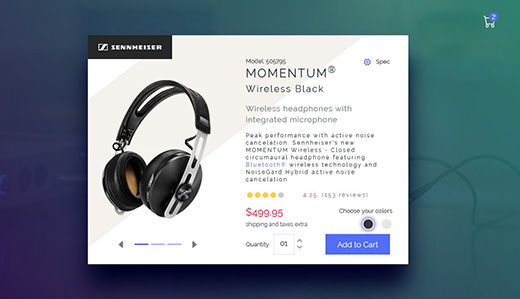 2
SENNHEISER
Model: 505795
Spec
MOMENTUM®
Wireless Black
Wireless headphones with
integrated microphone
Peak performance with active noise
cancelation. Sennheiser's new
MOMENTUM Wireless - Closed
circumaural headphone featuring
Bluetooth® wireless technology and
NoiseGard Hybrid active noise
cancelation
4.25 (153 reviews)
$499.95
Choose your colors
shipping and taxes extra
Quantity 01
Add to Cart